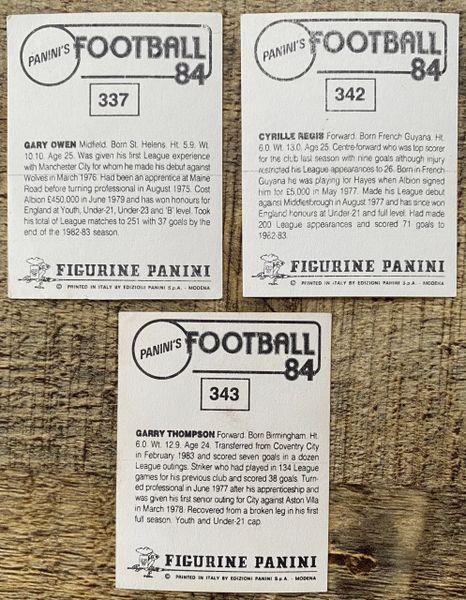 PANINI'S FOOTBALL 84
337
GARY OWEN Midfield. Born St. Helens. Ht. 5.9. Wt.
10.10. Age 25. Was given his first League experience
with Manchester City for whom he made his debut against
Wolves in March 1976. Had been an apprentice at Maine
Road before turning professional in August 1975. Cost
Albion £450,000 in June 1979 and has won honours for
England at Youth, Under-21, Under-23 and 'B' level. Took
his total of League matches to 251 with 37 goals by the
end of the 1982-83 season.
FIGURINE PANINI
© PRINTED IN ITALY BY EDIZIONI PANINI S.p.A. - MODENA
PANINI'S FOOTBALL 84
342
CYRILLE REGIS Forward. Born French Guyana. Ht.
6.0. Wt. 13.0. Age 25. Centre-forward who was top scorer
for the club last season with nine goals although injury
restricted his League appearances to 26. Born in French
Guyana he was playing for Hayes when Albion signed
him for £5,000 in May 1977. Made his League debut
against Middlesbrough in August 1977 and has since won
England honours at Under-21 and full level. Had made
200 League appearances and scored 71 goals to
1982-83.
FIGURINE PANINI
© PRINTED IN ITALY BY EDIZIONI PANINI S.p.A. - MODENA
PANINI'S FOOTBALL 84
343
GARRY THOMPSON Forward. Born Birmingham. Ht.
6.0. Wt. 12.9. Age 24. Transferred from Coventry City
in February 1983 and scored seven goals in a dozen
League outings. Striker who had played in 134 League
games for his previous club and scored 38 goals. Turn-
ed professional in June 1977 after his apprenticeship and
was given his first senior outing for City against Aston Villa
in March 1978. Recovered from a broken leg in his first
full season. Youth and Under-21 cap.
FIGURINE PANINI
© PRINTED IN ITALY BY EDIZIONI PANINI S.p.A. - MODENA